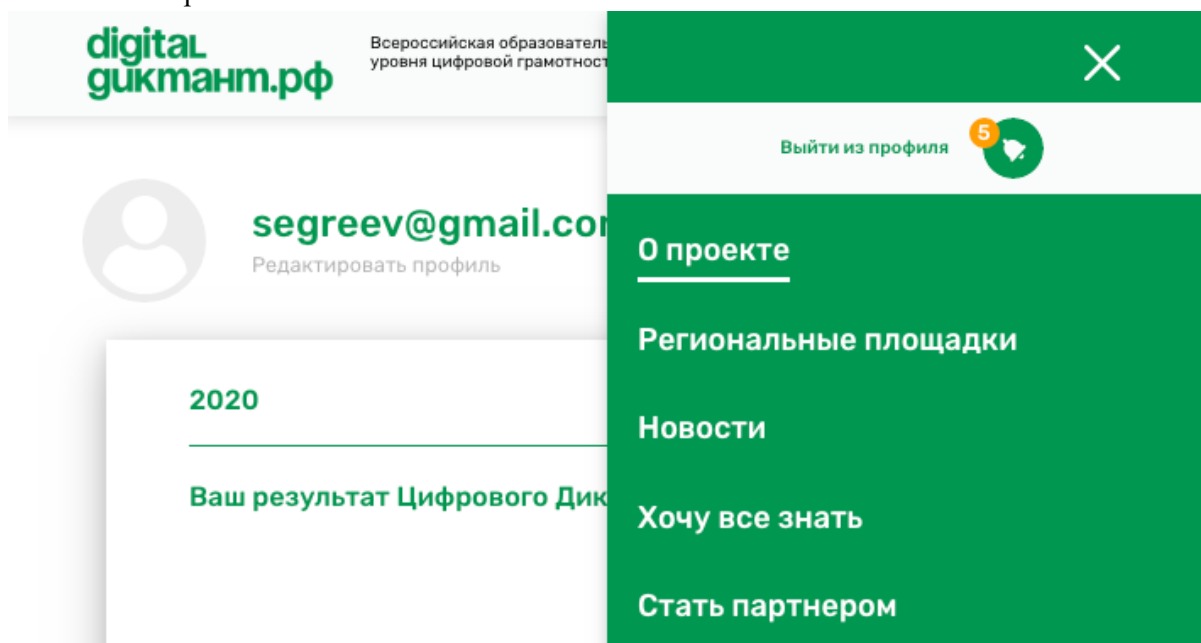 digital
диктант.рф
Всероссийская образователь
уровня цифровой грамотност
Выйти из профиля
5
segreev@gmail.cor
Редактировать профиль
2020
Ваш результат Цифрового Дик
О проекте
Региональные площадки
Новости
Хочу все знать
Стать партнером